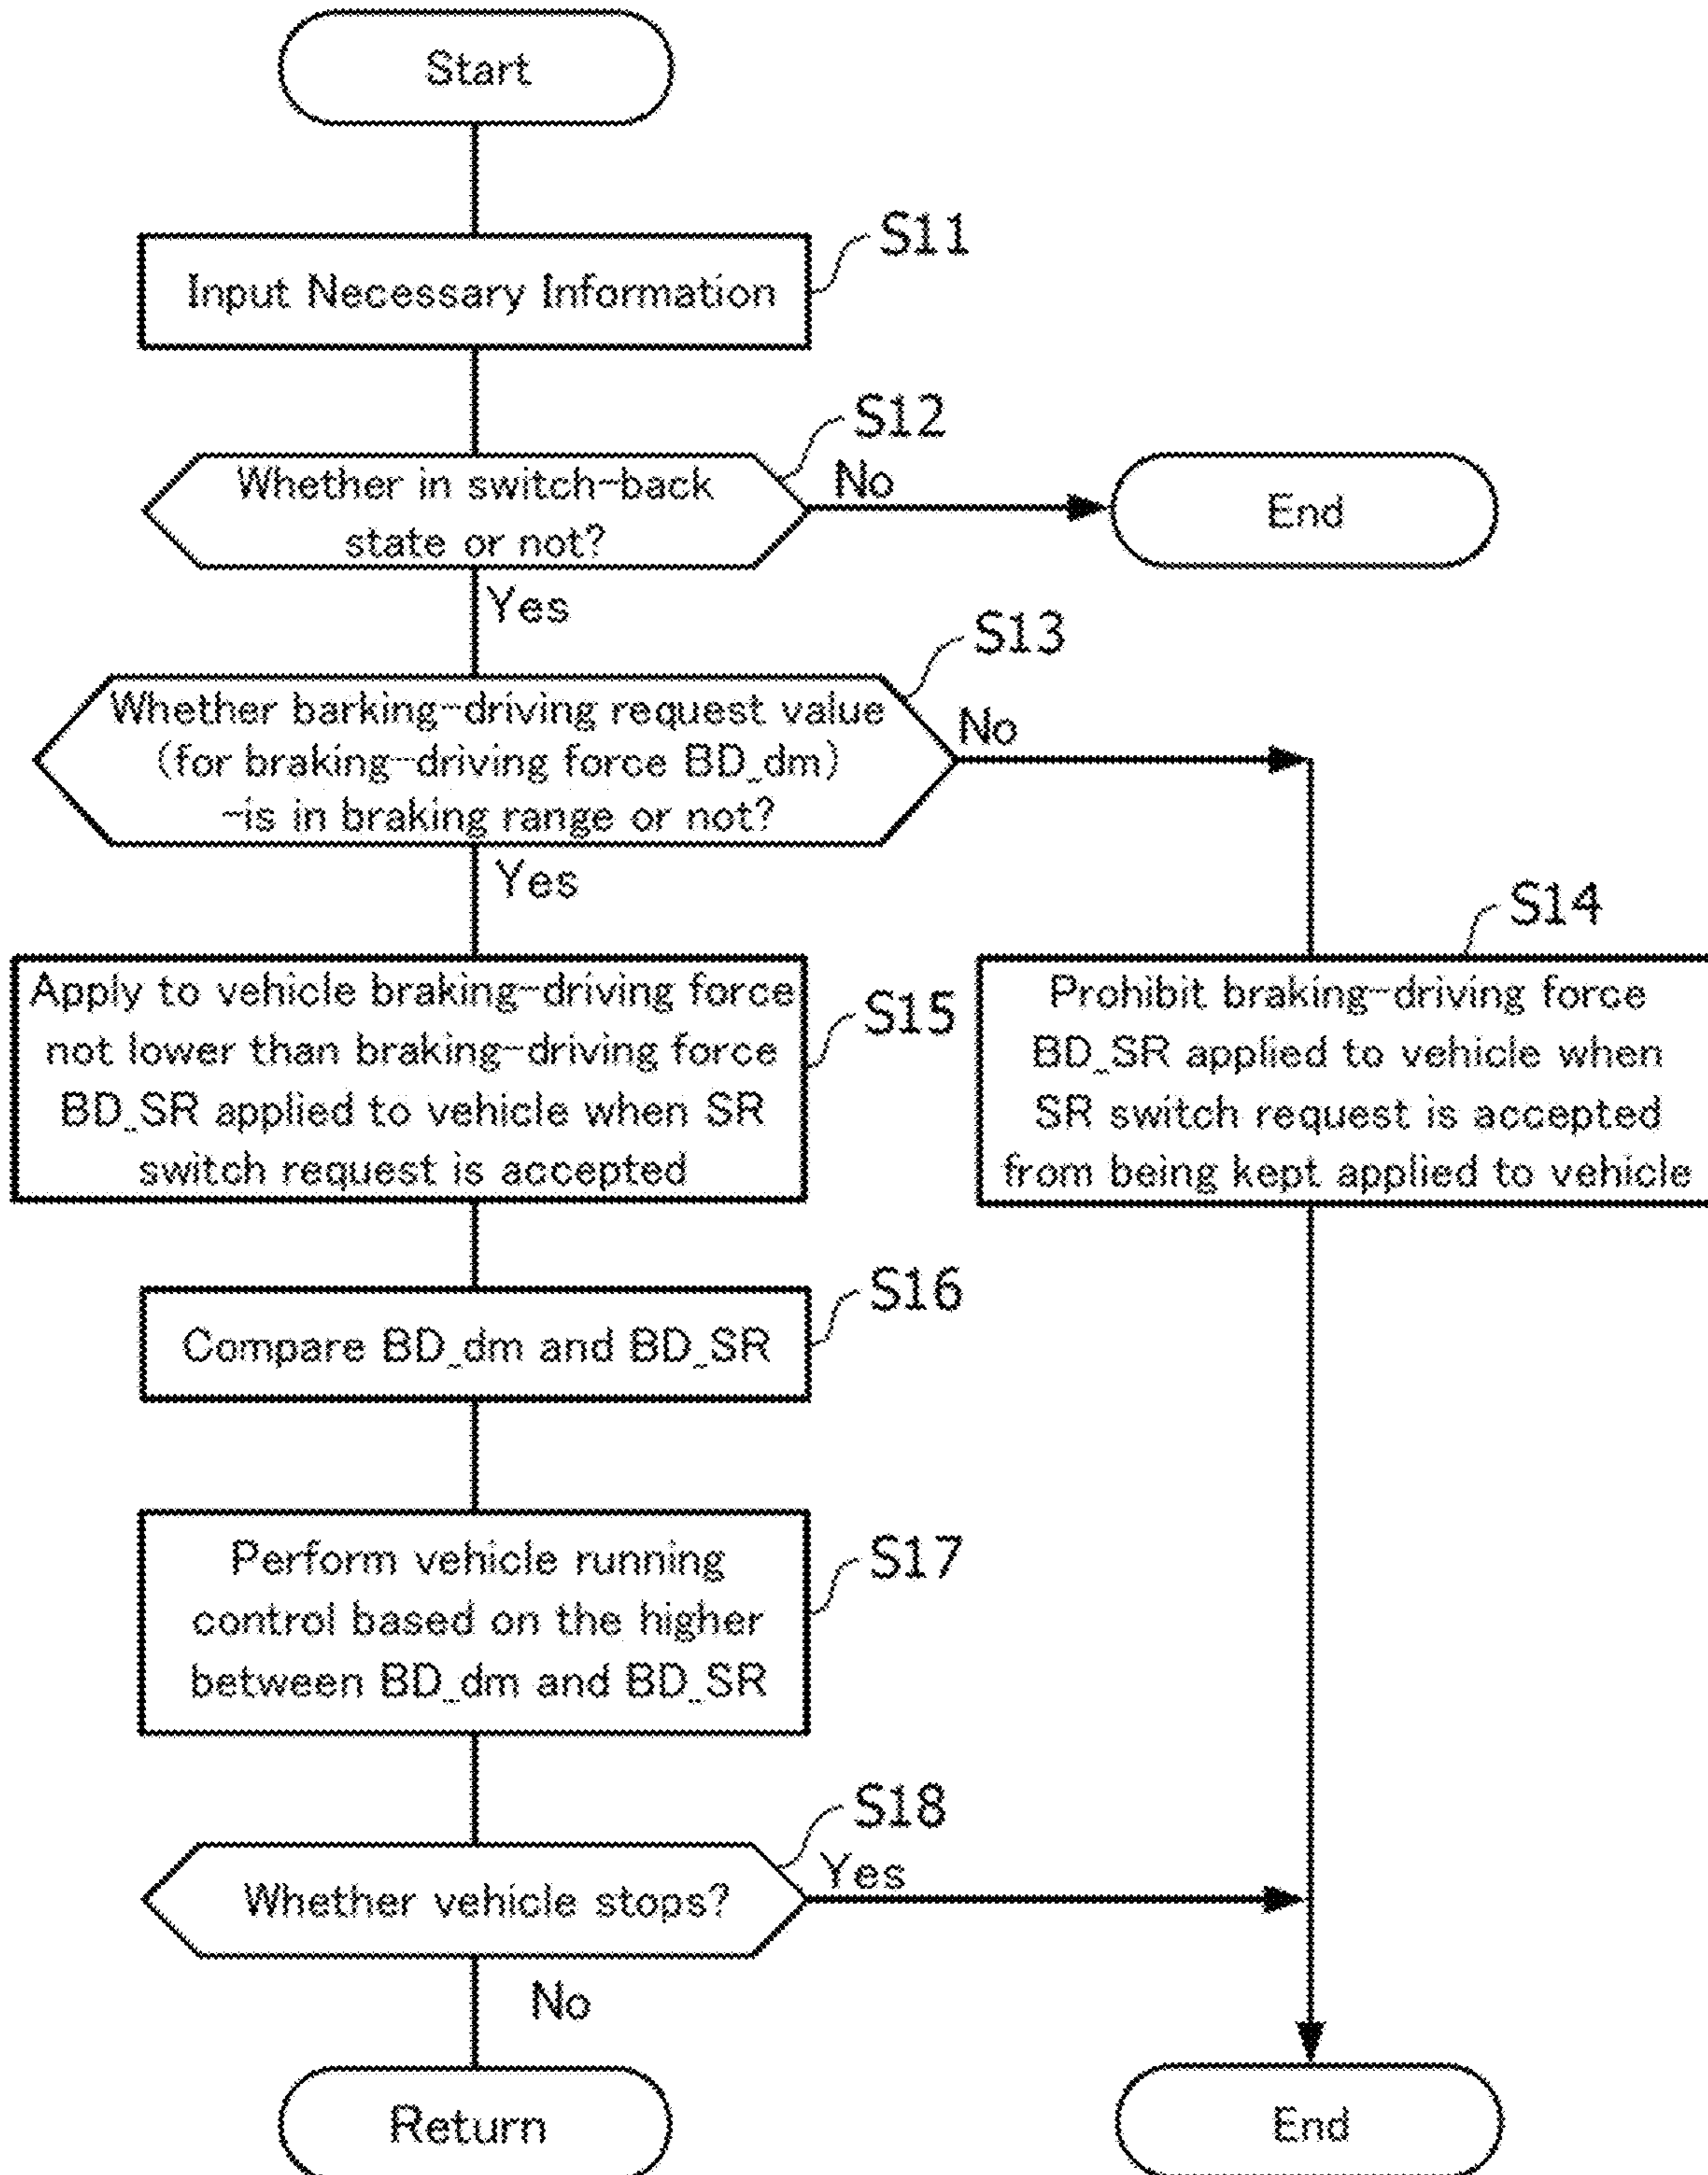 Start
S11
Input Necessary Information
S12
Whether in switch-back
state or not?
No
End
Yes
S13
Whether barking-driving request value
(for braking-driving force BD_dm)
-is in braking range or not?
No
Yes
S14
Prohibit braking-driving force
BD_SR applied to vehicle when
SR switch request is accepted
from being kept applied to vehicle
S15
Apply to vehicle braking-driving force
not lower than braking-driving force
BD_SR applied to vehicle when SR
switch request is accepted
S16
Compare BD_dm and BD_SR
S17
Perform vehicle running
control based on the higher
between BD_dm and BD_SR
S18
Whether vehicle stops?
Yes
No
Return
End